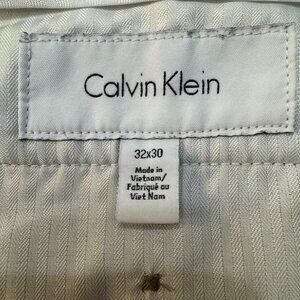 Calvin Klein
32x30
Made in
Vietnam/
Fabriqué au
Viet Nam